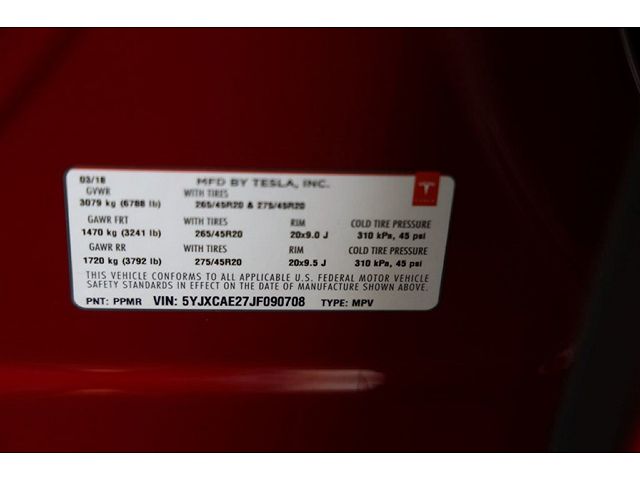 03/18 MFD BY TESLA, INC.
GVWR WITH TIRES
3079 kg (6788 lb) 265/45R20 & 275/45R20
TESLA
GAWR FRT WITH TIRES RIM COLD TIRE PRESSURE
1470 kg (3241 lb) 265/45R20 20x9.0 J 310 kPa, 45 psi
GAWR RR WITH TIRES RIM COLD TIRE PRESSURE
1720 kg (3792 lb) 275/45R20 20x9.5 J 310 kPa, 45 psi
THIS VEHICLE CONFORMS TO ALL APPLICABLE U.S. FEDERAL MOTOR VEHICLE
SAFETY STANDARDS IN EFFECT ON THE DATE OF MANUFACTURE SHOWN ABOVE.
PNT: PPMR VIN: 5YJXCAE27JF090708 TYPE: MPV